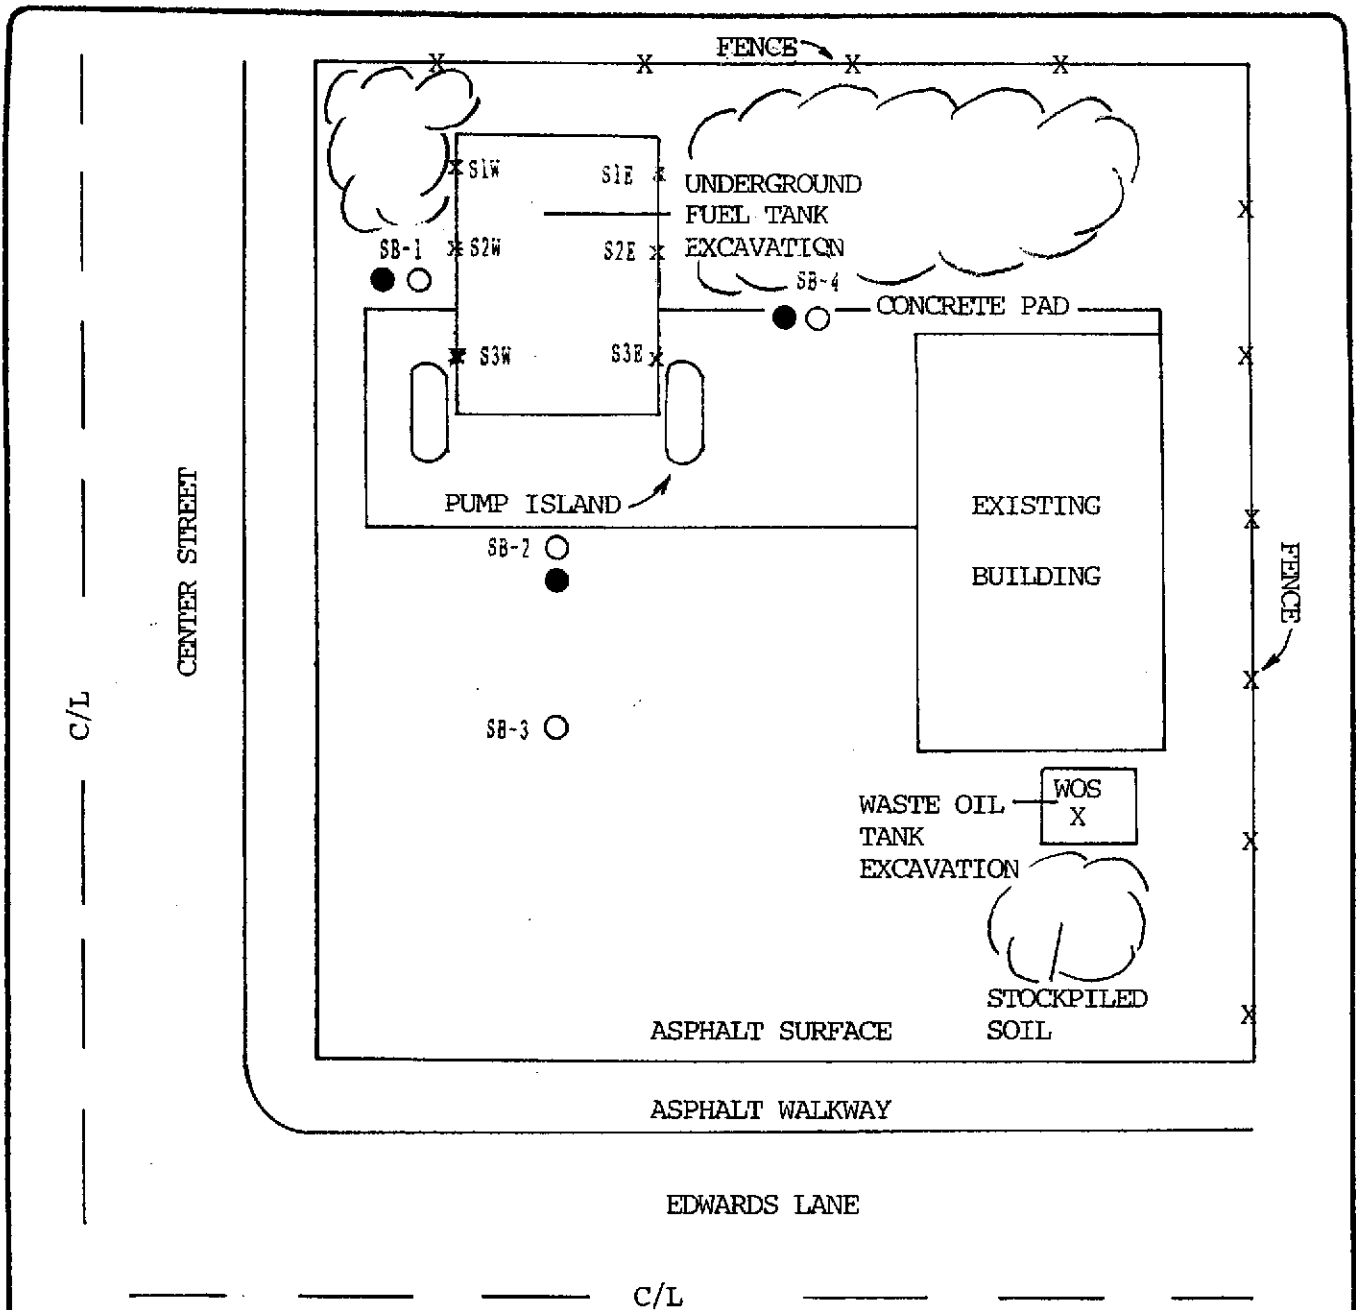 FENCE
S1W
S1E
UNDERGROUND
FUEL TANK
EXCAVATION
SB-1
S2W
S2E
SB-4
CONCRETE PAD
S3W
S3E
PUMP ISLAND
EXISTING
BUILDING
SB-2
CENTER STREET
FENCE
C/L
SB-3
WOS
X
WASTE OIL
TANK
EXCAVATION
STOCKPILED
SOIL
ASPHALT SURFACE
ASPHALT WALKWAY
EDWARDS LANE
C/L